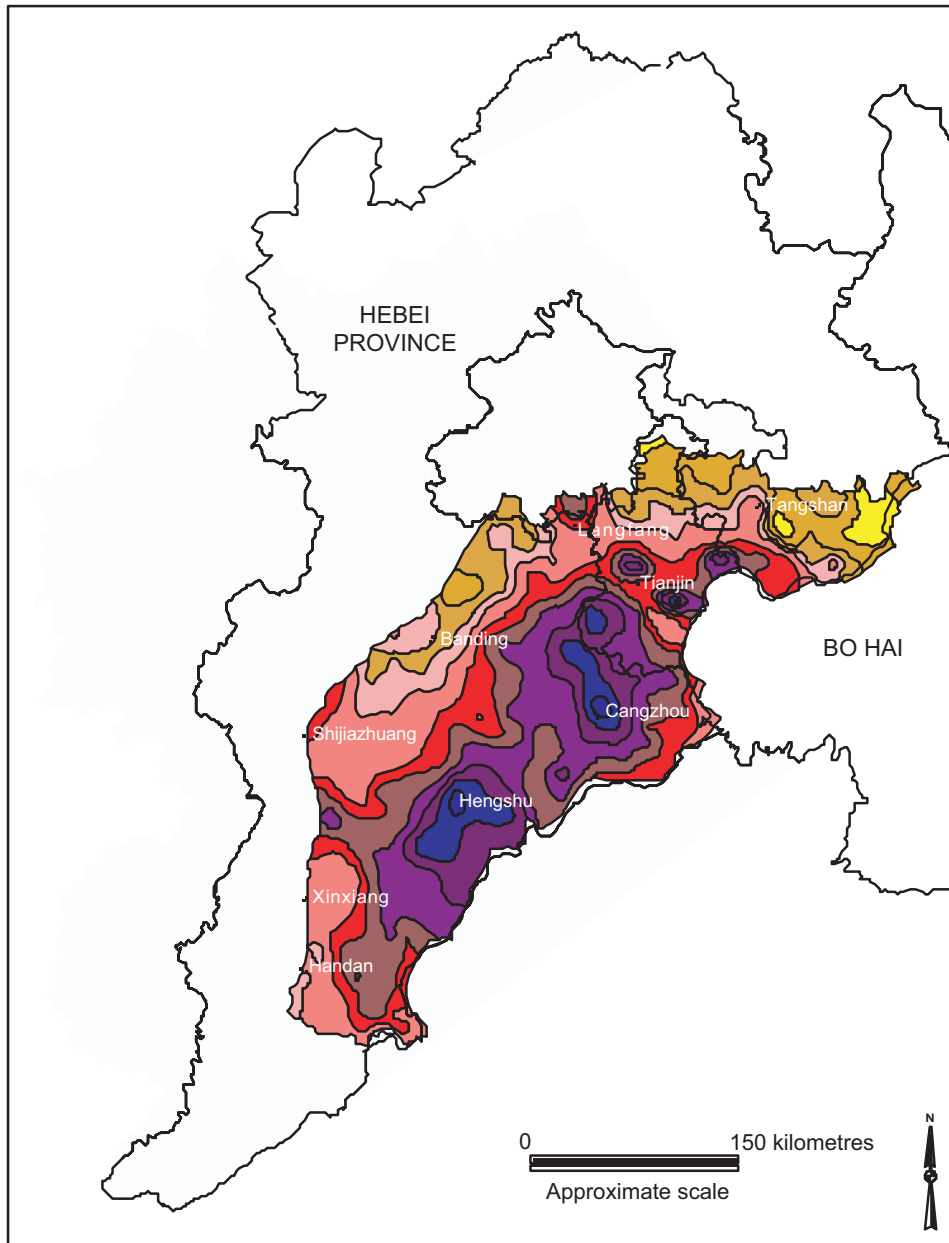 HEBEI
PROVINCE
Tangshan
Langfang
Tianjin
Banding
BO HAI
Cangzhou
Shijiazhuang
Hengshu
Xinxiang
Handan
N
0 150 kilometres
Approximate scale